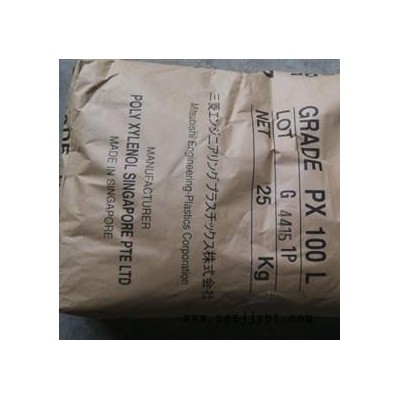 GRADE PX 100 L
LOT G 4415 1P
NET 25 Kg
三菱エンジニアリングプラスチックス株式会社
Mitsubishi Engineering-Plastics Corporation
MANUFACTURER
POLY XYLENOL SINGAPORE PTE LTD
MADE IN SINGAPORE